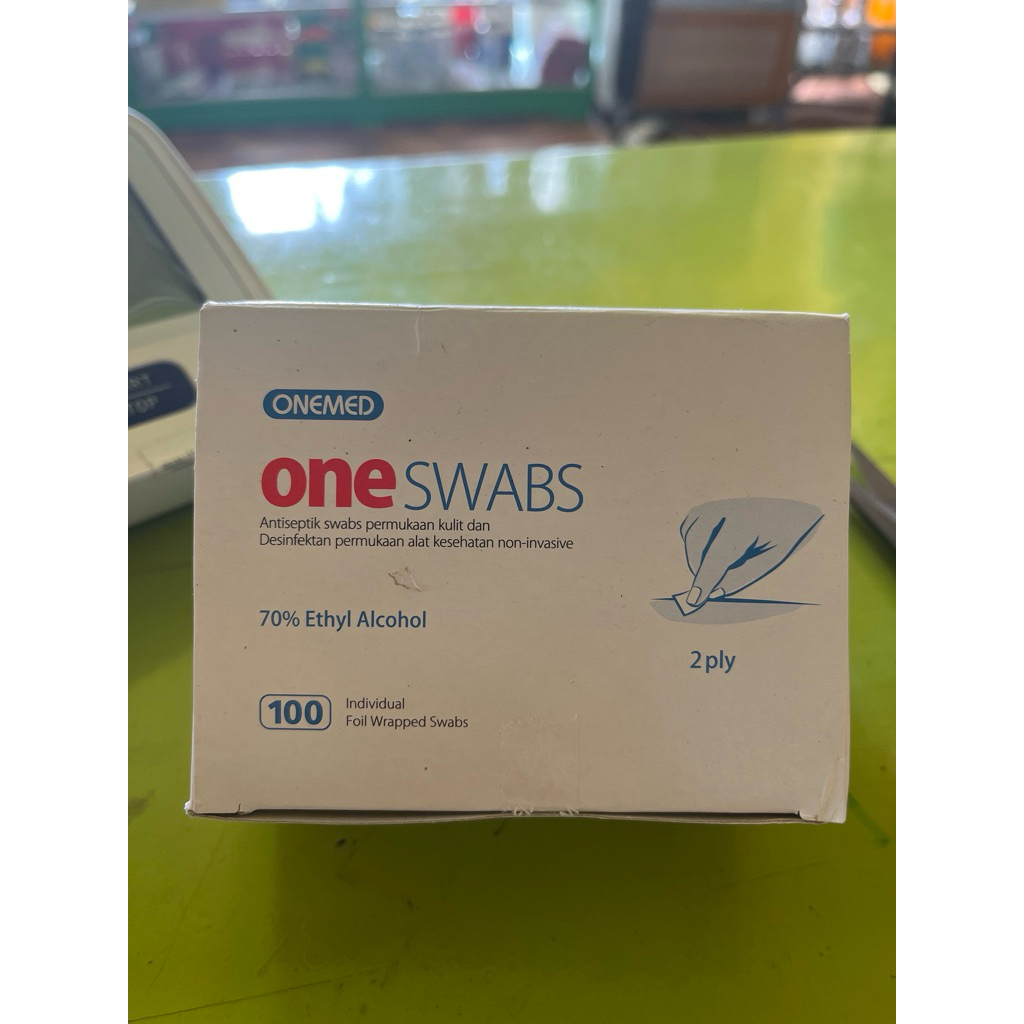 ONEMED
one SWABS
Antiseptik swabs permukaan kulit dan
Desinfektan permukaan alat kesehatan non-invasive
70% Ethyl Alcohol
2 ply
100 Individual
Foil Wrapped Swabs